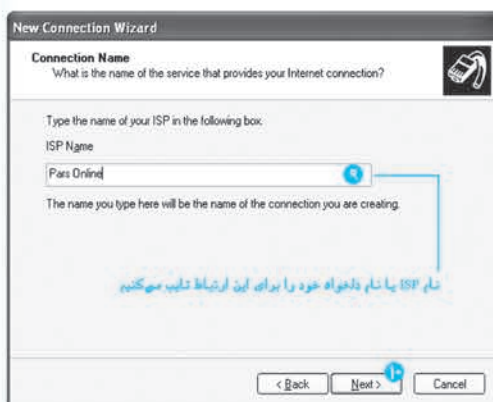 New Connection Wizard
Connection Name
What is the name of the service that provides your Internet connection?
Type the name of your ISP in the following box.
ISP Name
Pars Online
۹
The name you type here will be the name of the connection you are creating.
نام ISP یا نام دلخواه خود را برای این ارتباط تایپ می‌کنیم
۱۰
< Back
Next >
Cancel